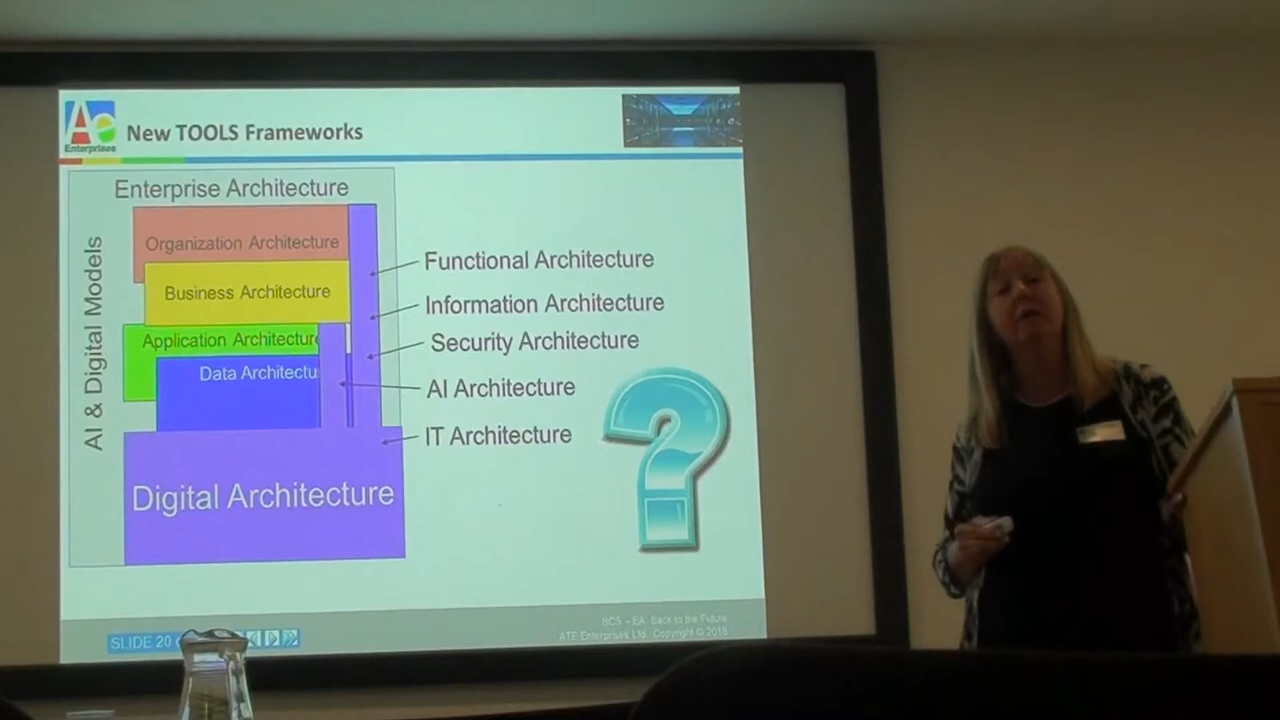 Ae
Enterprises
New TOOLS Frameworks
Enterprise Architecture
AI & Digital Models
Organization Architecture
Business Architecture
Application Architecture
Data Architectu
Digital Architecture
Functional Architecture
Information Architecture
Security Architecture
AI Architecture
IT Architecture
?
SLIDE 20
BCS – EA: Back to the Future
ATE Enterprises Ltd. Copyright © 2018